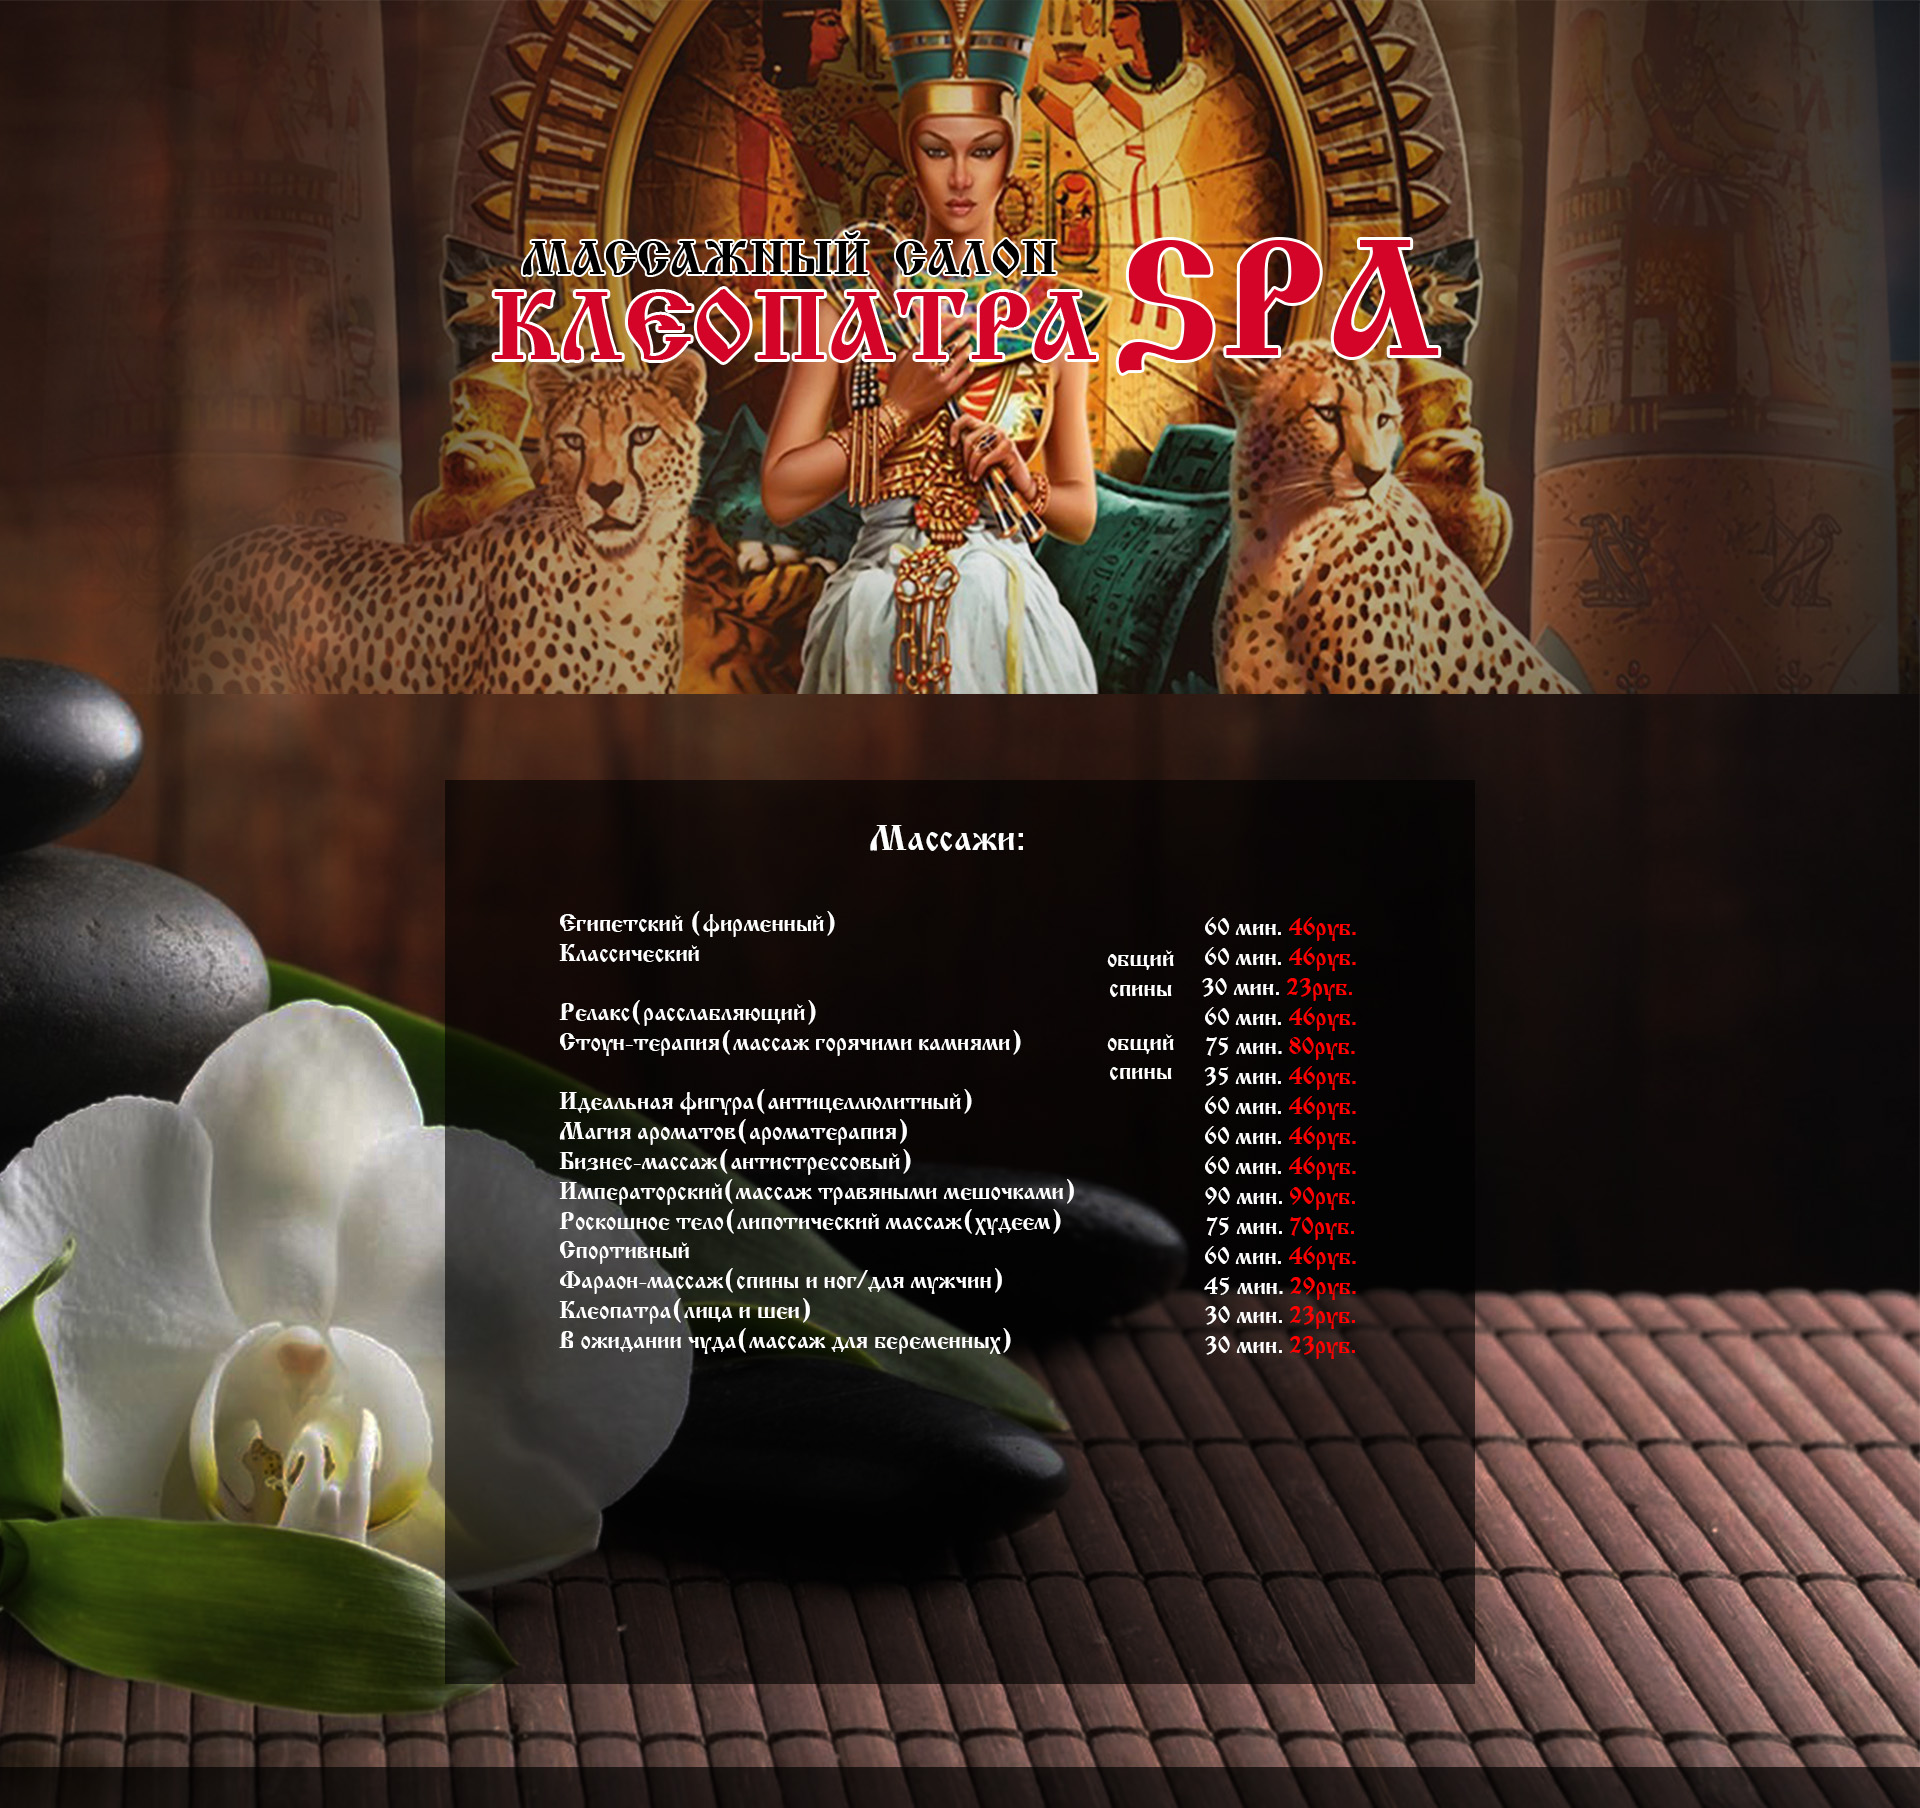 МАССАЖНЫЙ САЛОН
КЛЕОПАТРА SPA
Массажи:
Египетский (фирменный) 60 мин. 46руб.
Классический общий 60 мин. 46руб.
спины 30 мин. 23руб.
Релакс(расслабляющий) 60 мин. 46руб.
Стоун-терапия(массаж горячими камнями) общий 75 мин. 80руб.
спины 35 мин. 46руб.
Идеальная фигура(антицеллюлитный) 60 мин. 46руб.
Магия ароматов(ароматерапия) 60 мин. 46руб.
Бизнес-массаж(антистрессовый) 60 мин. 46руб.
Императорский(массаж травяными мешочками) 90 мин. 90руб.
Роскошное тело(липотический массаж(худеем) 75 мин. 70руб.
Спортивный 60 мин. 46руб.
Фараон-массаж(спины и ног/для мужчин) 45 мин. 29руб.
Клеопатра(лица и шеи) 30 мин. 23руб.
В ожидании чуда(массаж для беременных) 30 мин. 23руб.